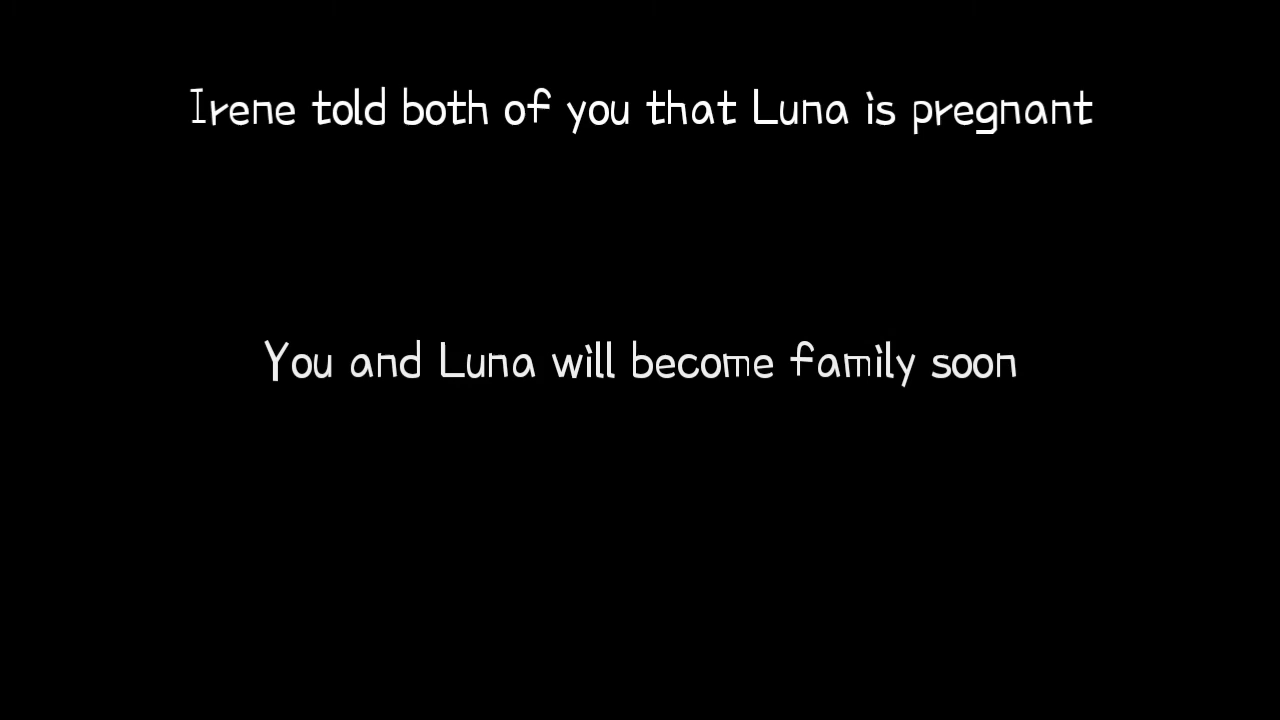 Irene told both of you that Luna is pregnant
You and Luna will become family soon